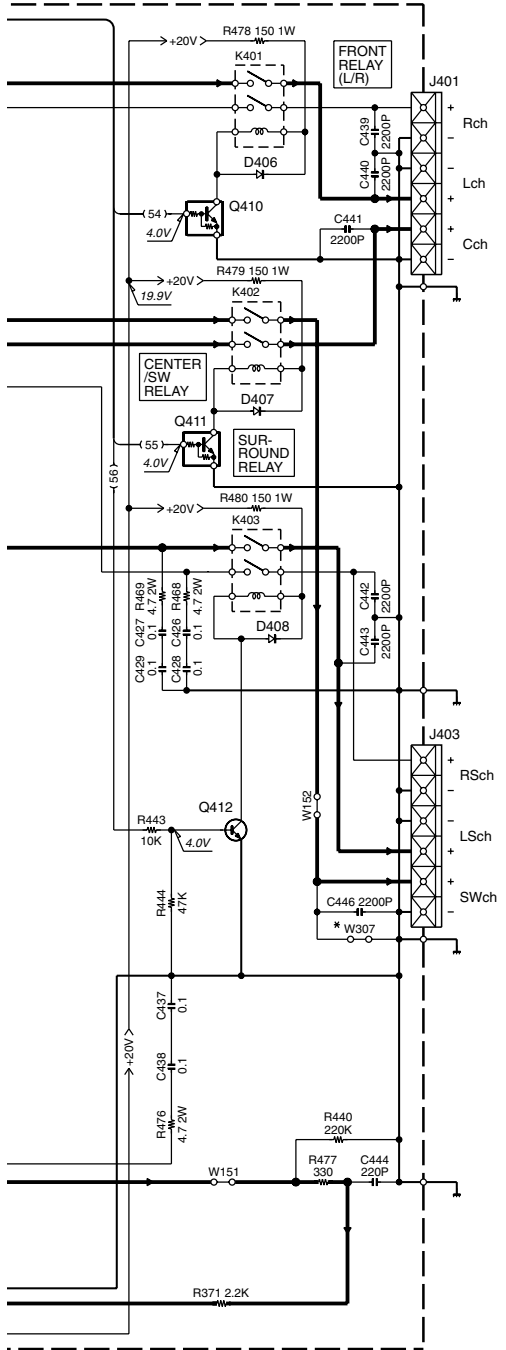 R478 150 1W
+20V
K401
FRONT
RELAY
(L/R)
J401
+
Rch
−
C439
2200P
C440
2200P
−
Lch
+
D406
54
4.0V
Q410
C441
2200P
+
Cch
−
R479 150 1W
+20V
19.9V
K402
CENTER
/SW
RELAY
D407
Q411
55
4.0V
SUR-
ROUND
RELAY
56
R480 150 1W
+20V
K403
R469
4.7 2W
R468
4.7 2W
C427
0.1
C426
0.1
C429
0.1
C428
0.1
D408
C442
2200P
C443
2200P
J403
+
RSch
−
−
LSch
+
+
SWch
−
W152
Q412
R443
10K
4.0V
R444
47K
C446 2200P
* W307
C437
0.1
C438
0.1
+20V
R476
4.7 2W
R440
220K
W151
R477
330
C444
220P
R371 2.2K